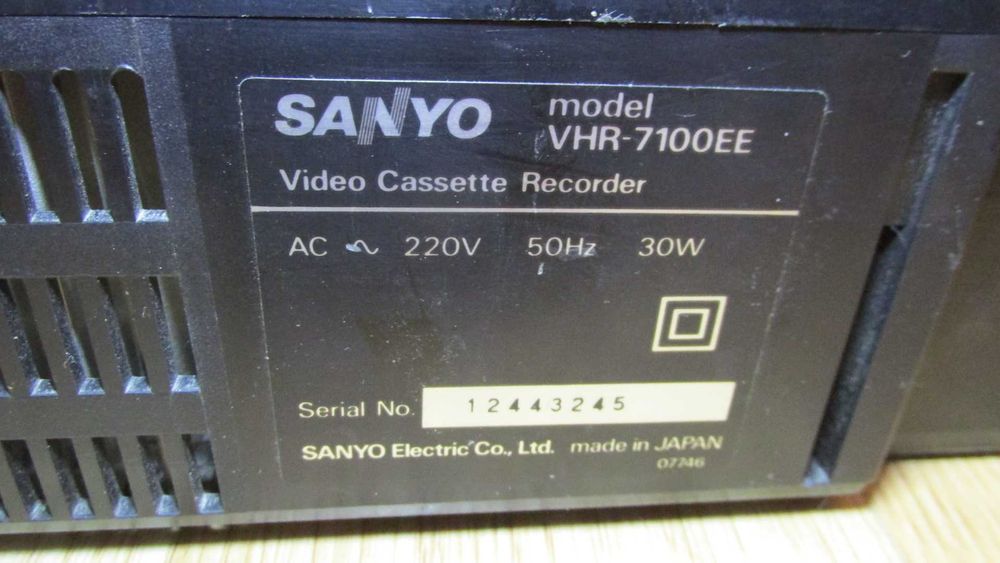 SANYO
model
VHR-7100EE
Video Cassette Recorder
AC ∿ 220V 50Hz 30W
Serial No. 12443245
SANYO Electric Co., Ltd. made in JAPAN
07746